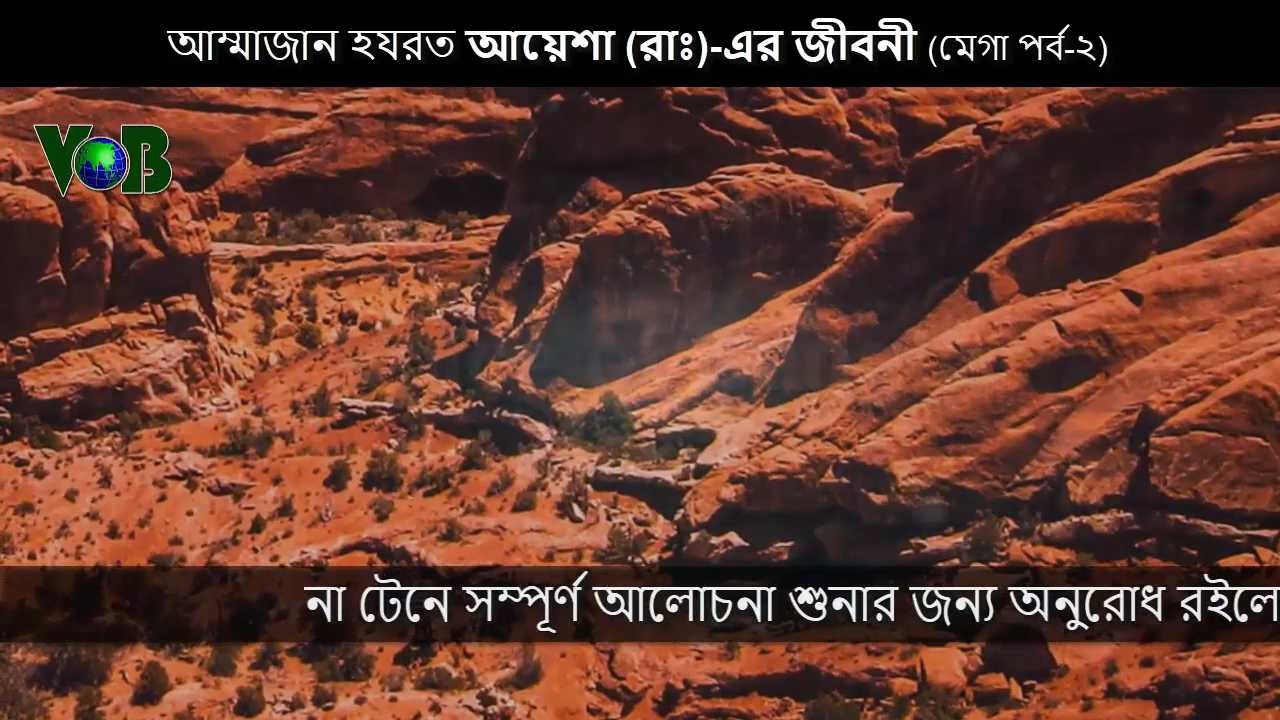 আম্মাজান হযরত আয়েশা (রাঃ)-এর জীবনী (মেগা পর্ব-২)
VOB
না টেনে সম্পূর্ণ আলোচনা শুনার জন্য অনুরোধ রইলো